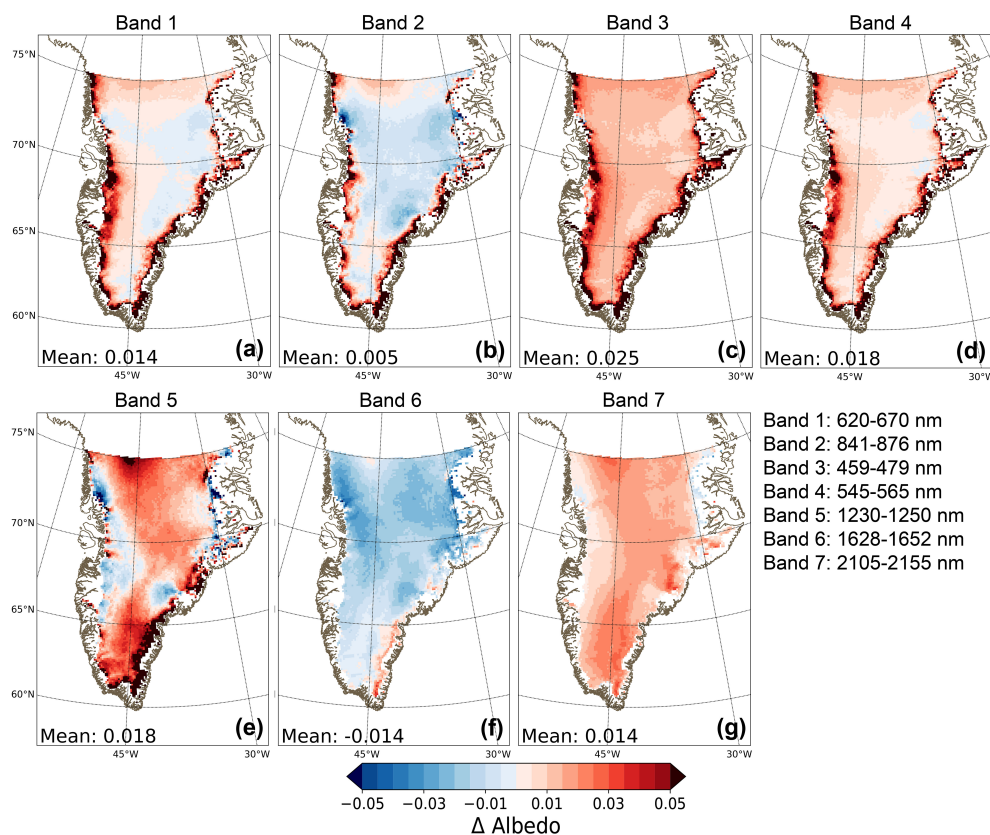 Band 1
Band 2
Band 3
Band 4
75°N
70°N
65°N
60°N
Mean: 0.014
(a)
Mean: 0.005
(b)
Mean: 0.025
(c)
Mean: 0.018
(d)
45°W
30°W
45°W
30°W
45°W
30°W
45°W
30°W
Band 5
Band 6
Band 7
75°N
70°N
65°N
60°N
Band 1: 620-670 nm
Band 2: 841-876 nm
Band 3: 459-479 nm
Band 4: 545-565 nm
Band 5: 1230-1250 nm
Band 6: 1628-1652 nm
Band 7: 2105-2155 nm
Mean: 0.018
(e)
Mean: -0.014
(f)
Mean: 0.014
(g)
45°W
30°W
45°W
30°W
45°W
30°W
−0.05
−0.03
−0.01
0.01
0.03
0.05
Δ Albedo